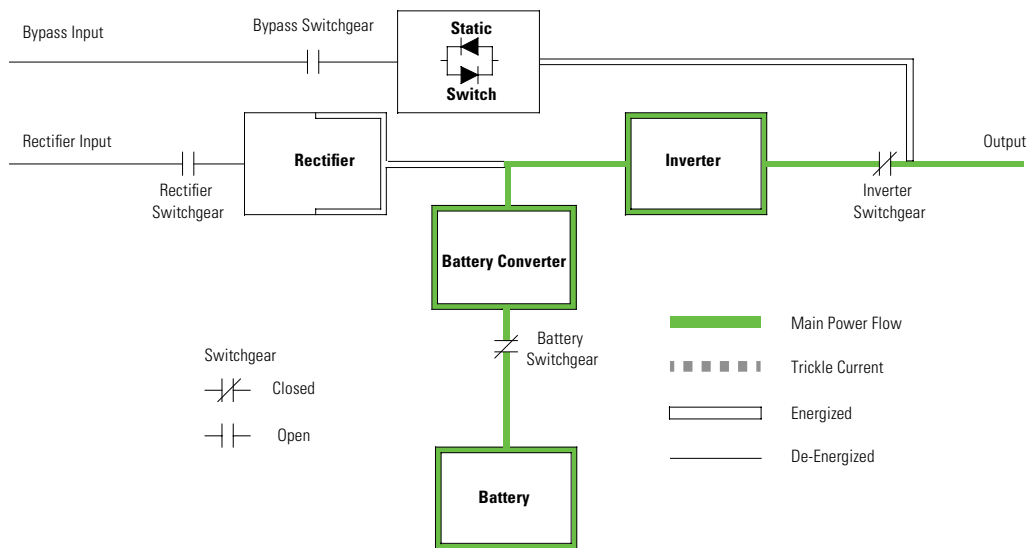 Bypass Input
Bypass Switchgear
Static
Switch
Rectifier Input
Rectifier
Switchgear
Rectifier
Inverter
Output
Inverter
Switchgear
Battery Converter
Battery
Switchgear
Battery
Switchgear
Closed
Open
Main Power Flow
Trickle Current
Energized
De-Energized